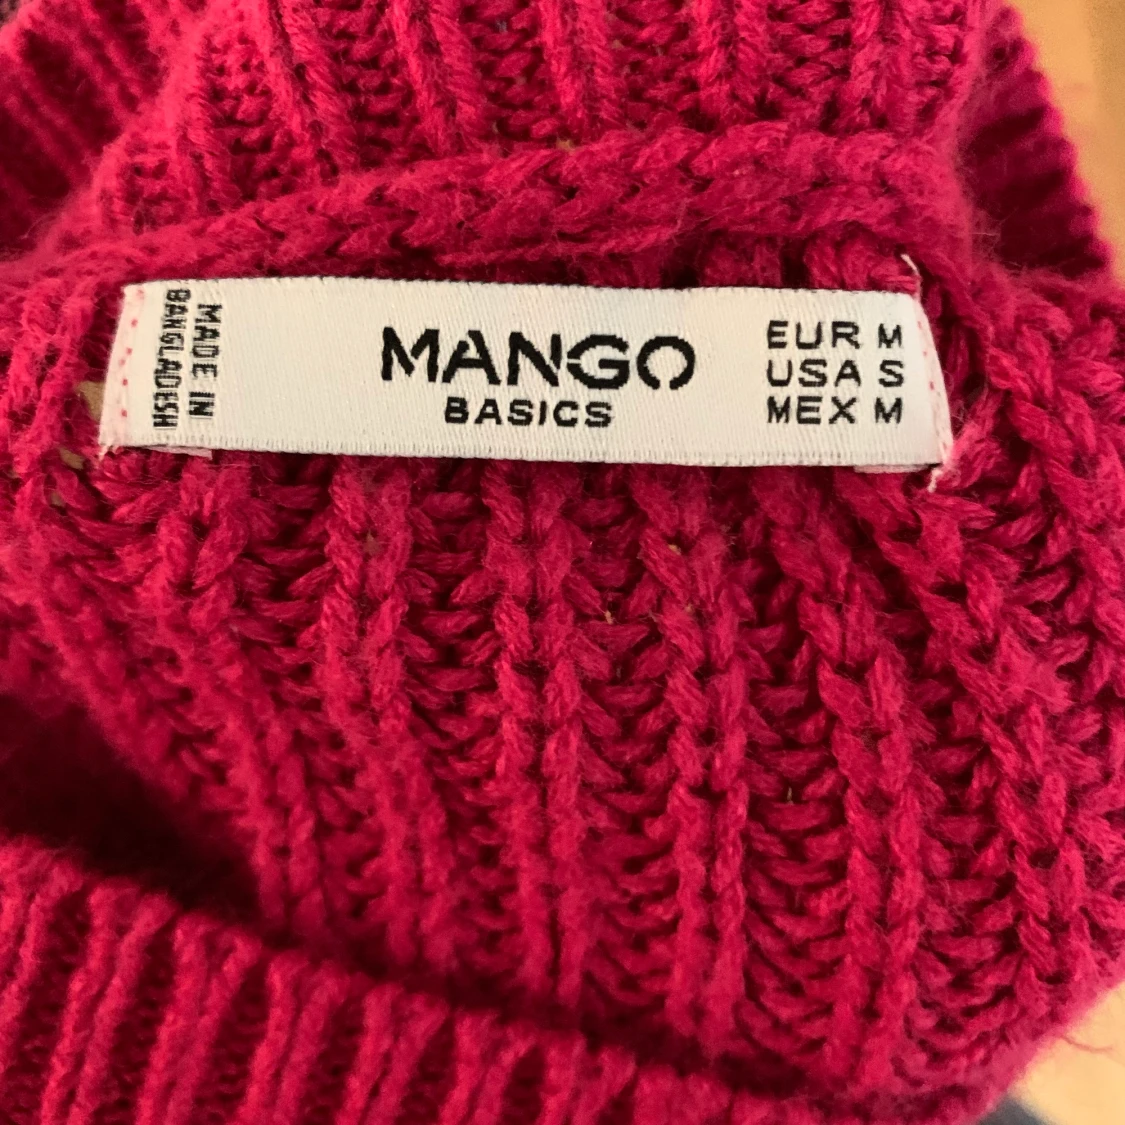 MADE IN
BANGLADESH
MANGO
BASICS
EUR M
USA S
MEX M